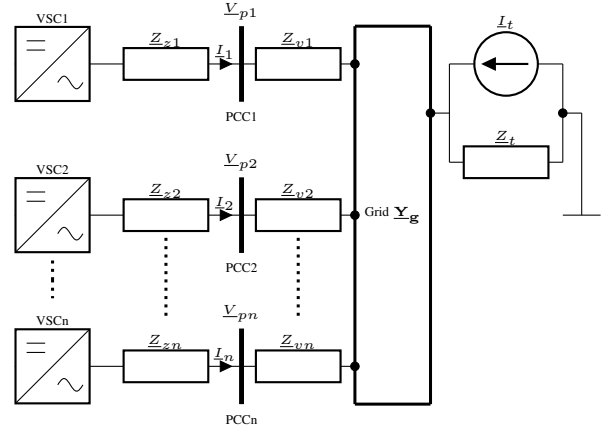 VSC1
Z_z1
I_1
V_p1
Z_v1
PCC1
I_t
Z_t
VSC2
Z_z2
I_2
V_p2
Z_v2
PCC2
Grid Y_g
VSCn
Z_zn
I_n
V_pn
Z_vn
PCCn